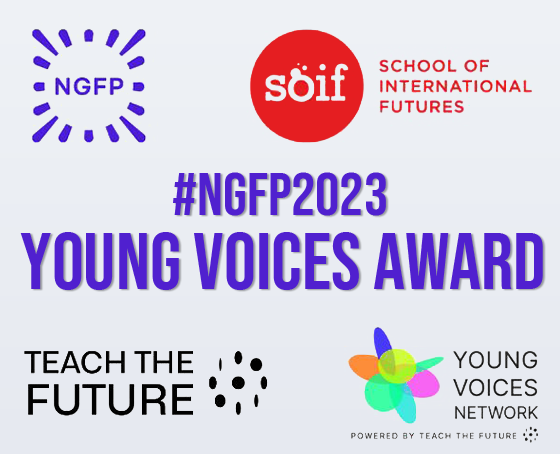 NGFP
soif
SCHOOL OF
INTERNATIONAL
FUTURES
#NGFP2023
YOUNG VOICES AWARD
TEACH THE
FUTURE
YOUNG
VOICES
NETWORK
POWERED BY TEACH THE FUTURE